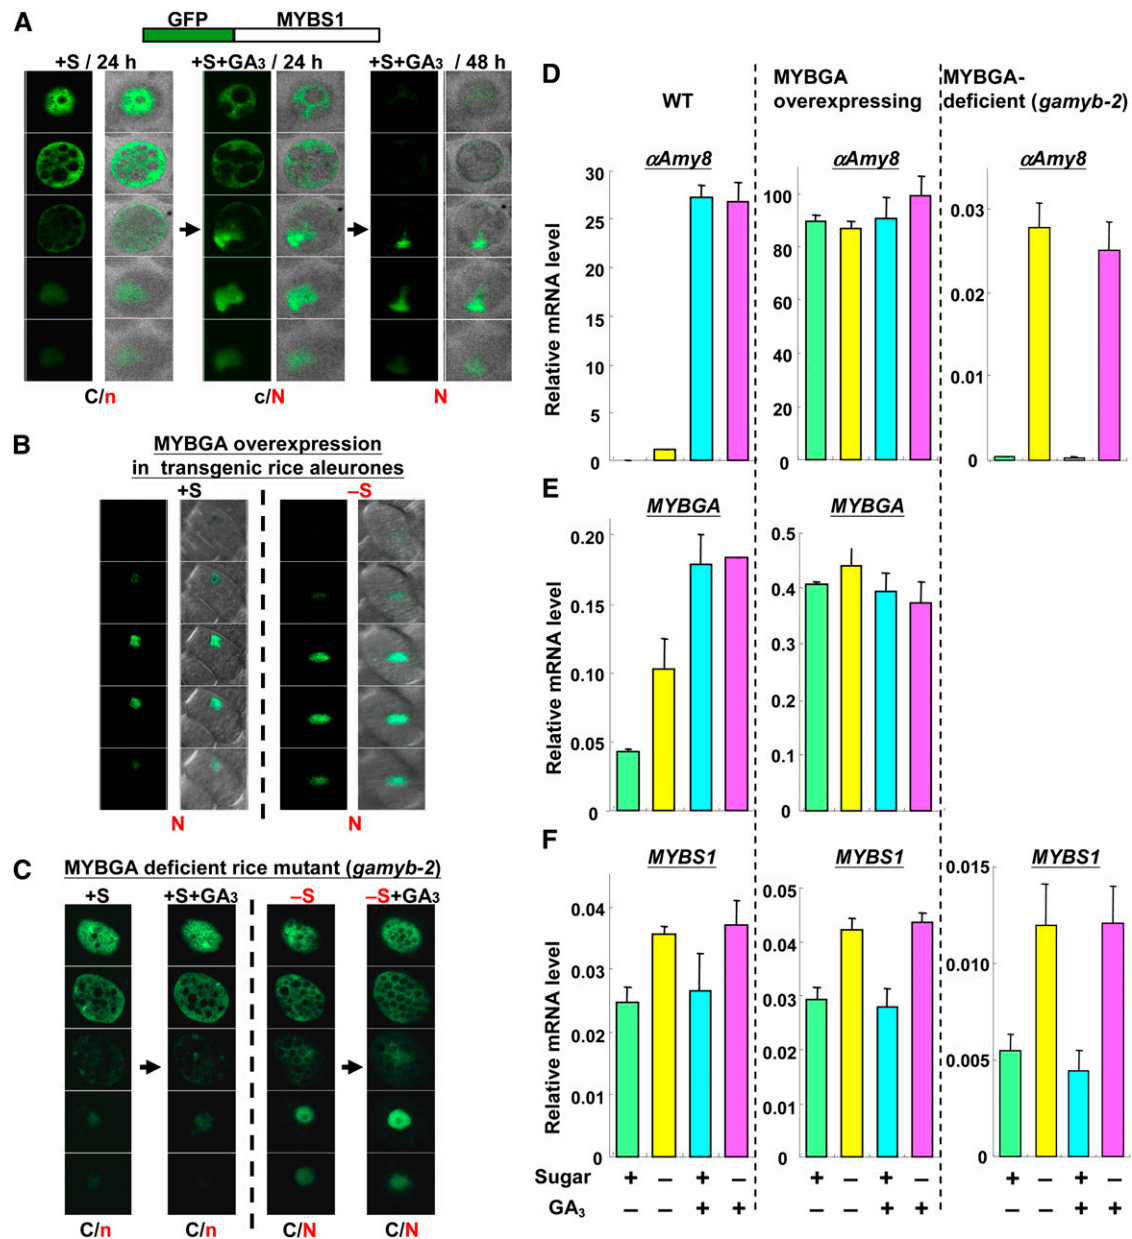 A
GFP MYBS1
+S / 24 h +S+GA3 / 24 h +S+GA3 / 48 h
C/n c/N N
B
MYBGA overexpression
in transgenic rice aleurones
+S –S
N N
C
MYBGA deficient rice mutant (gamyb-2)
+S +S+GA3 –S –S+GA3
C/n C/n C/N C/N
D
WT
MYBGA
overexpressing
MYBGA-
deficient (gamyb-2)
αAmy8 αAmy8 αAmy8
Relative mRNA level
30
25
20
15
30
10
5
0
100
80
60
40
20
0
0.03
0.02
0.01
0
E
MYBGA MYBGA
Relative mRNA level
0.20
0.15
0.10
0.05
0
0.5
0.4
0.3
0.2
0.1
0
F
MYBS1 MYBS1 MYBS1
Relative mRNA level
0.04
0.03
0.02
0.01
0
0.05
0.04
0.03
0.02
0.01
0
0.015
0.010
0.005
0
Sugar + – + – + – + – + – + –
GA3 – – + + – – + + – – + +